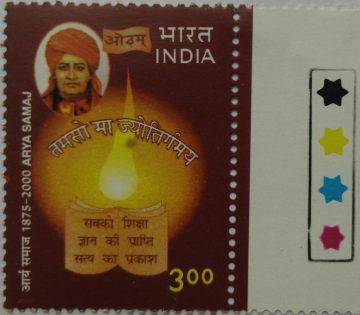 ओ३म्
भारत
INDIA
तमसो मा ज्योतिर्गमय
सबको शिक्षा
ज्ञान की प्राप्ति
सत्य का प्रकाश
आर्य समाज 1875-2000 ARYA SAMAJ
3.00